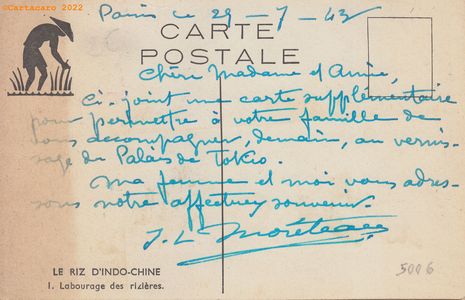 ©Cartacaro 2022
Paris le 29-7-43
CARTE
POSTALE
Chère Madame et Amie,
Ci-joint une carte supplémentaire
pour permettre à votre famille de
vous accompagner, demain, au vernis-
sage du Palais de Tokio.
Ma femme et moi vous adres-
sons notre affectueux souvenir.
LE RIZ D'INDO-CHINE
1. Labourage des rizières.
5006